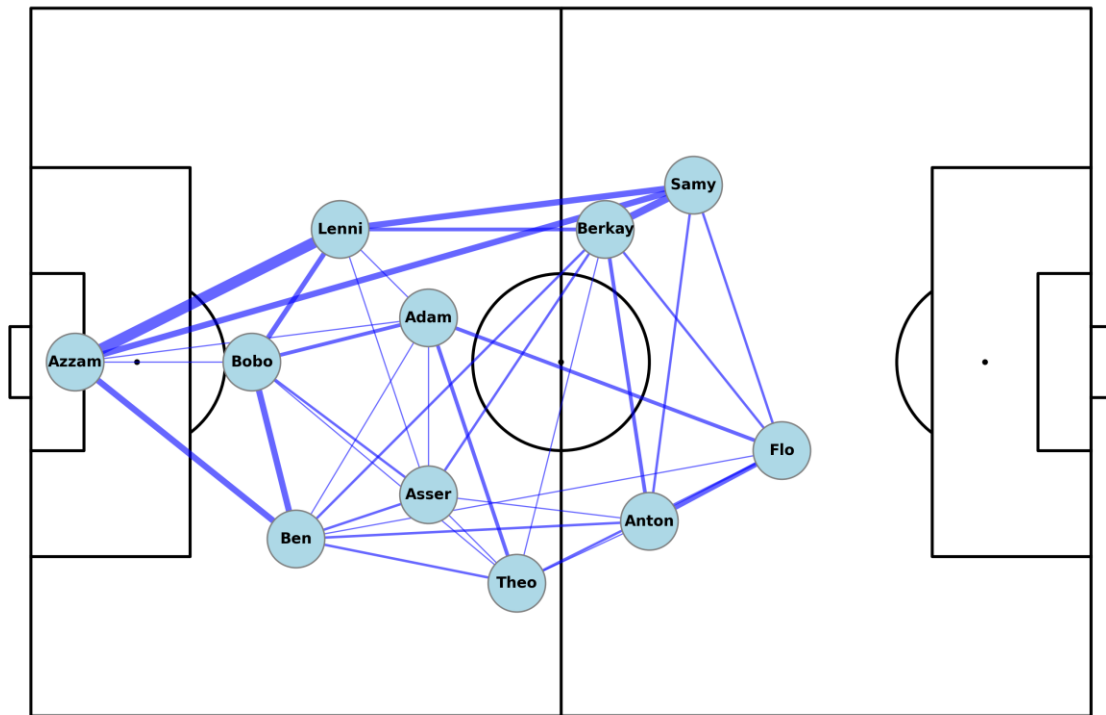 Samy
Lenni
Berkay
Adam
Azzam
Bobo
Flo
Asser
Anton
Ben
Theo